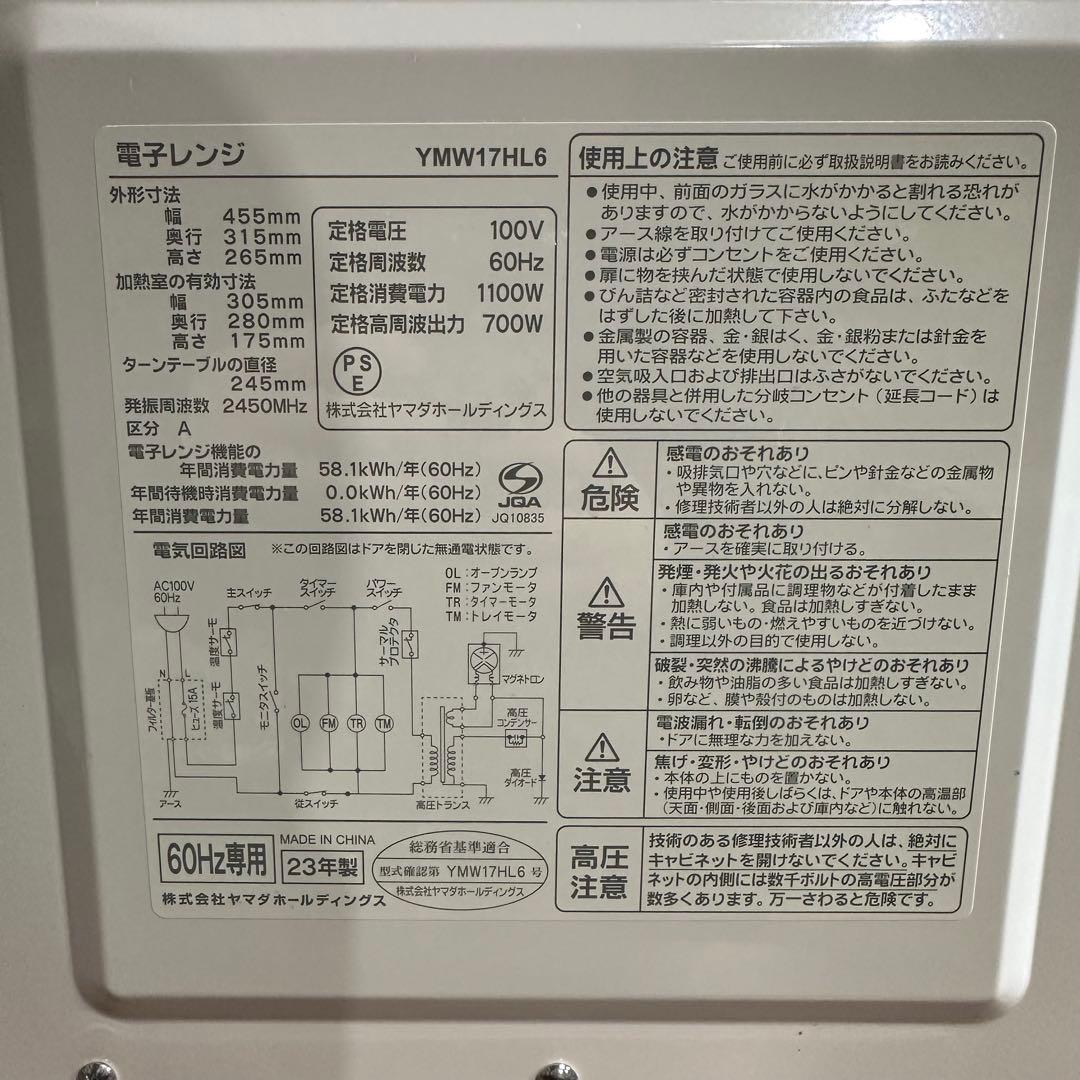 電子レンジ YMW17HL6
外形寸法
幅 455mm
奥行 315mm
高さ 265mm
加熱室の有効寸法
幅 305mm
奥行 280mm
高さ 175mm
ターンテーブルの直径
245mm
発振周波数 2450MHz
区分 A
定格電圧 100V
定格周波数 60Hz
定格消費電力 1100W
定格高周波出力 700W
PS
E
株式会社ヤマダホールディングス
電子レンジ機能の
年間消費電力量 58.1kWh/年(60Hz)
年間待機時消費電力量 0.0kWh/年(60Hz)
年間消費電力量 58.1kWh/年(60Hz)
JQA
JQ10835
電気回路図 ※この回路図はドアを閉じた無通電状態です。
OL:オーブンランプ
FM:ファンモータ
TR:タイマーモータ
TM:トレイモータ
AC100V
60Hz
主スイッチ
タイマー
スイッチ
パワー
スイッチ
温度サーモ
サーマル
プロテクタ
マグネトロン
N
L
フィルター基板
ヒューズ15A
温度サーモ
モニタスイッチ
OL FM TR TM
高圧
コンデンサー
高圧
ダイオード
アース
従スイッチ
高圧トランス
60Hz専用
MADE IN CHINA
23年製
総務省基準適合
型式確認第 YMW17HL6 号
株式会社ヤマダホールディングス
株式会社ヤマダホールディングス
使用上の注意 ご使用前に必ず取扱説明書をお読みください。
●使用中、前面のガラスに水がかかると割れる恐れが
ありますので、水がかからないようにしてください。
●アース線を取り付けてご使用ください。
●電源は必ずコンセントをご使用ください。
●扉に物を挟んだ状態で使用しないでください。
●びん詰など密封された容器内の食品は、ふたなどを
はずした後に加熱して下さい。
●金属製の容器、金・銀はく、金・銀粉または針金を
用いた容器などを使用しないでください。
●空気吸入口および排出口はふさがないでください。
●他の器具と併用した分岐コンセント(延長コード)は
使用しないでください。
危険
感電のおそれあり
・吸排気口や穴などに、ピンや針金などの金属物
や異物を入れない。
・修理技術者以外の人は絶対に分解しない。
警告
感電のおそれあり
・アースを確実に取り付ける。
発煙・発火や火花の出るおそれあり
・庫内や付属品に調理物などが付着したまま
加熱しない。食品は加熱しすぎない。
・熱に弱いもの・燃えやすいものを近づけない。
・調理以外の目的で使用しない。
破裂・突然の沸騰によるやけどのおそれあり
・飲み物や油脂の多い食品は加熱しすぎない。
・卵など、膜や殻付のものは加熱しない。
注意
電波漏れ・転倒のおそれあり
・ドアに無理な力を加えない。
焦げ・変形・やけどのおそれあり
・本体の上にものを置かない。
・使用中や使用後しばらくは、ドアや本体の高温部
(天面・側面・後面および庫内など)に触れない。
高圧
注意
技術のある修理技術者以外の人は、絶対に
キャビネットを開けないでください。キャビ
ネットの内側には数千ボルトの高電圧部分が
数多くあります。万一さわると危険です。